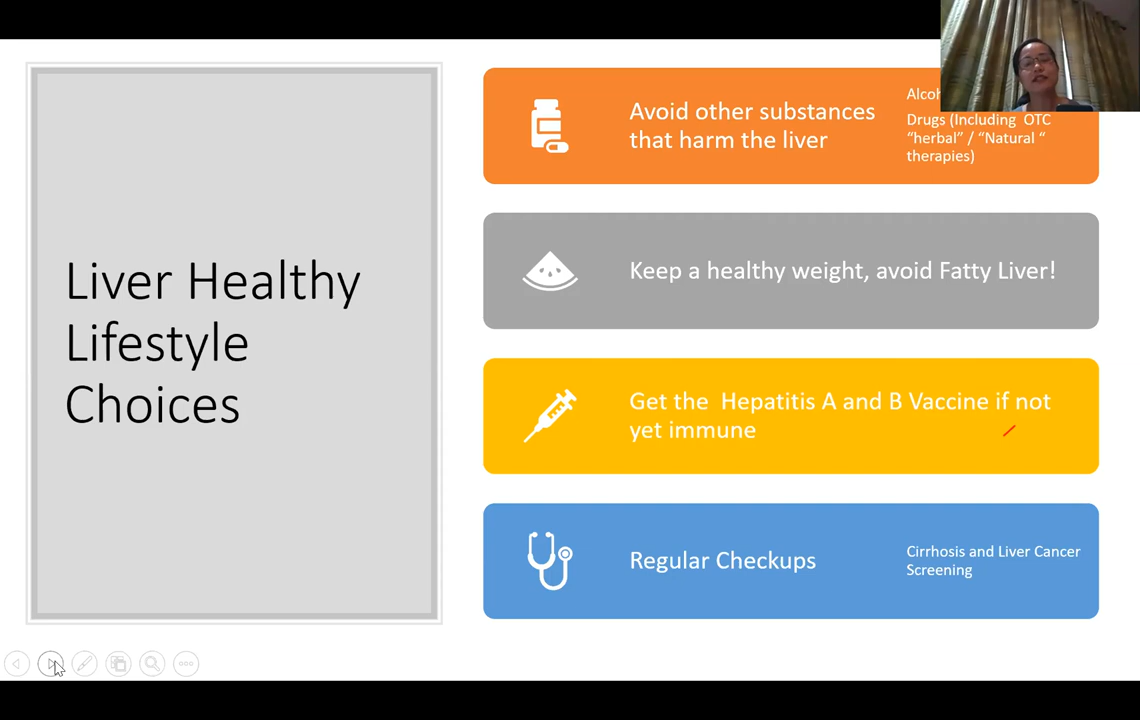 Liver Healthy
Lifestyle
Choices
Avoid other substances
that harm the liver
Drugs (Including OTC
"herbal" / "Natural "
therapies)
Keep a healthy weight, avoid Fatty Liver!
Get the Hepatitis A and B Vaccine if not
yet immune
Regular Checkups
Cirrhosis and Liver Cancer
Screening